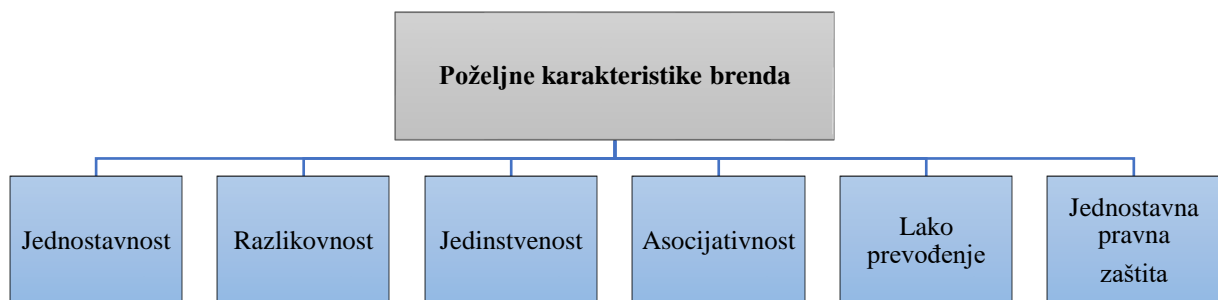 Poželjne karakteristike brenda
Jednostavnost
Razlikovnost
Jedinstvenost
Asocijativnost
Lako
prevođenje
Jednostavna
pravna
zaštita